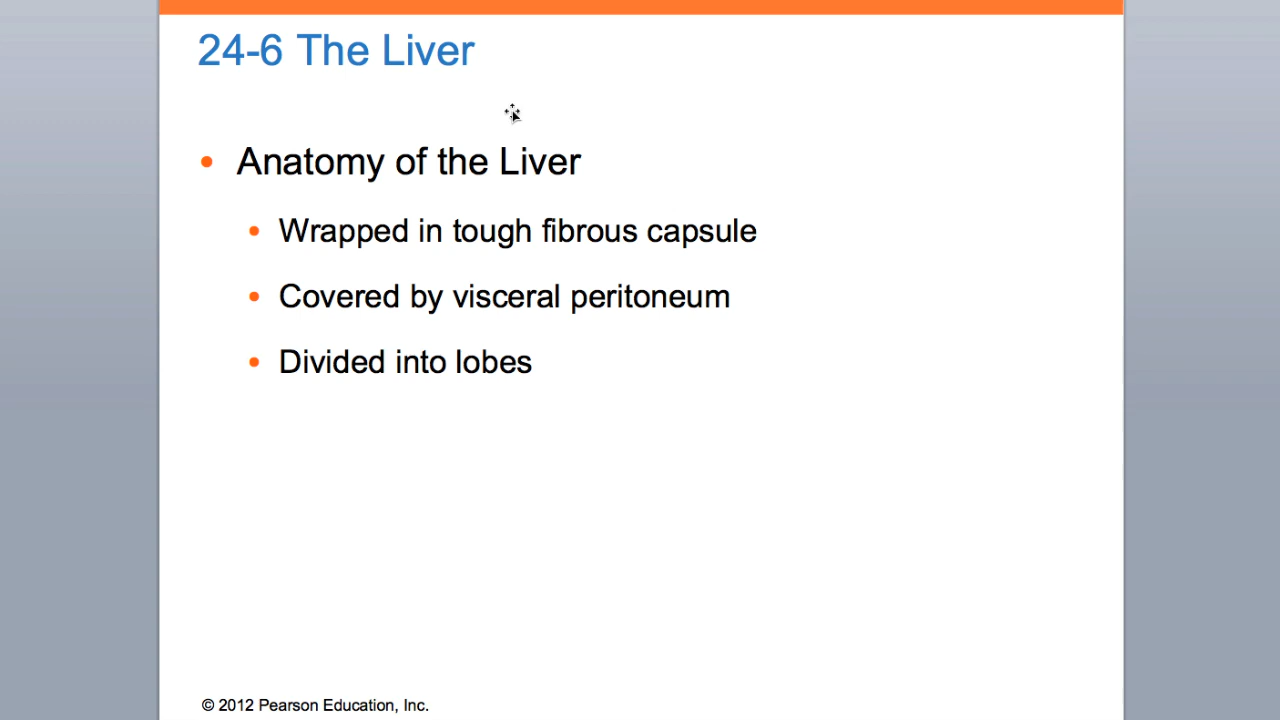 24-6 The Liver
• Anatomy of the Liver
• Wrapped in tough fibrous capsule
• Covered by visceral peritoneum
• Divided into lobes
© 2012 Pearson Education, Inc.